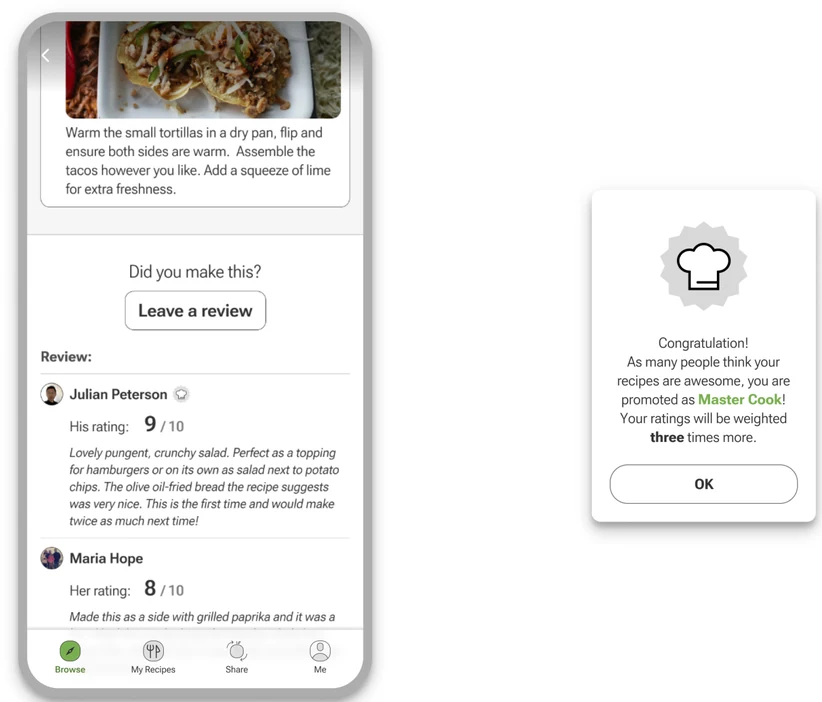 Warm the small tortillas in a dry pan, flip and
ensure both sides are warm. Assemble the
tacos however you like. Add a squeeze of lime
for extra freshness.
Did you make this?
Leave a review
Review:
Julian Peterson
His rating: 9 / 10
Lovely pungent, crunchy salad. Perfect as a topping
for hamburgers or on its own as salad next to potato
chips. The olive oil-fried bread the recipe suggests
was very nice. This is the first time and would make
twice as much next time!
Maria Hope
Her rating: 8 / 10
Made this as a side with grilled paprika and it was a
Browse
My Recipes
Share
Me
Congratulation!
As many people think your
recipes are awesome, you are
promoted as Master Cook!
Your ratings will be weighted
three times more.
OK